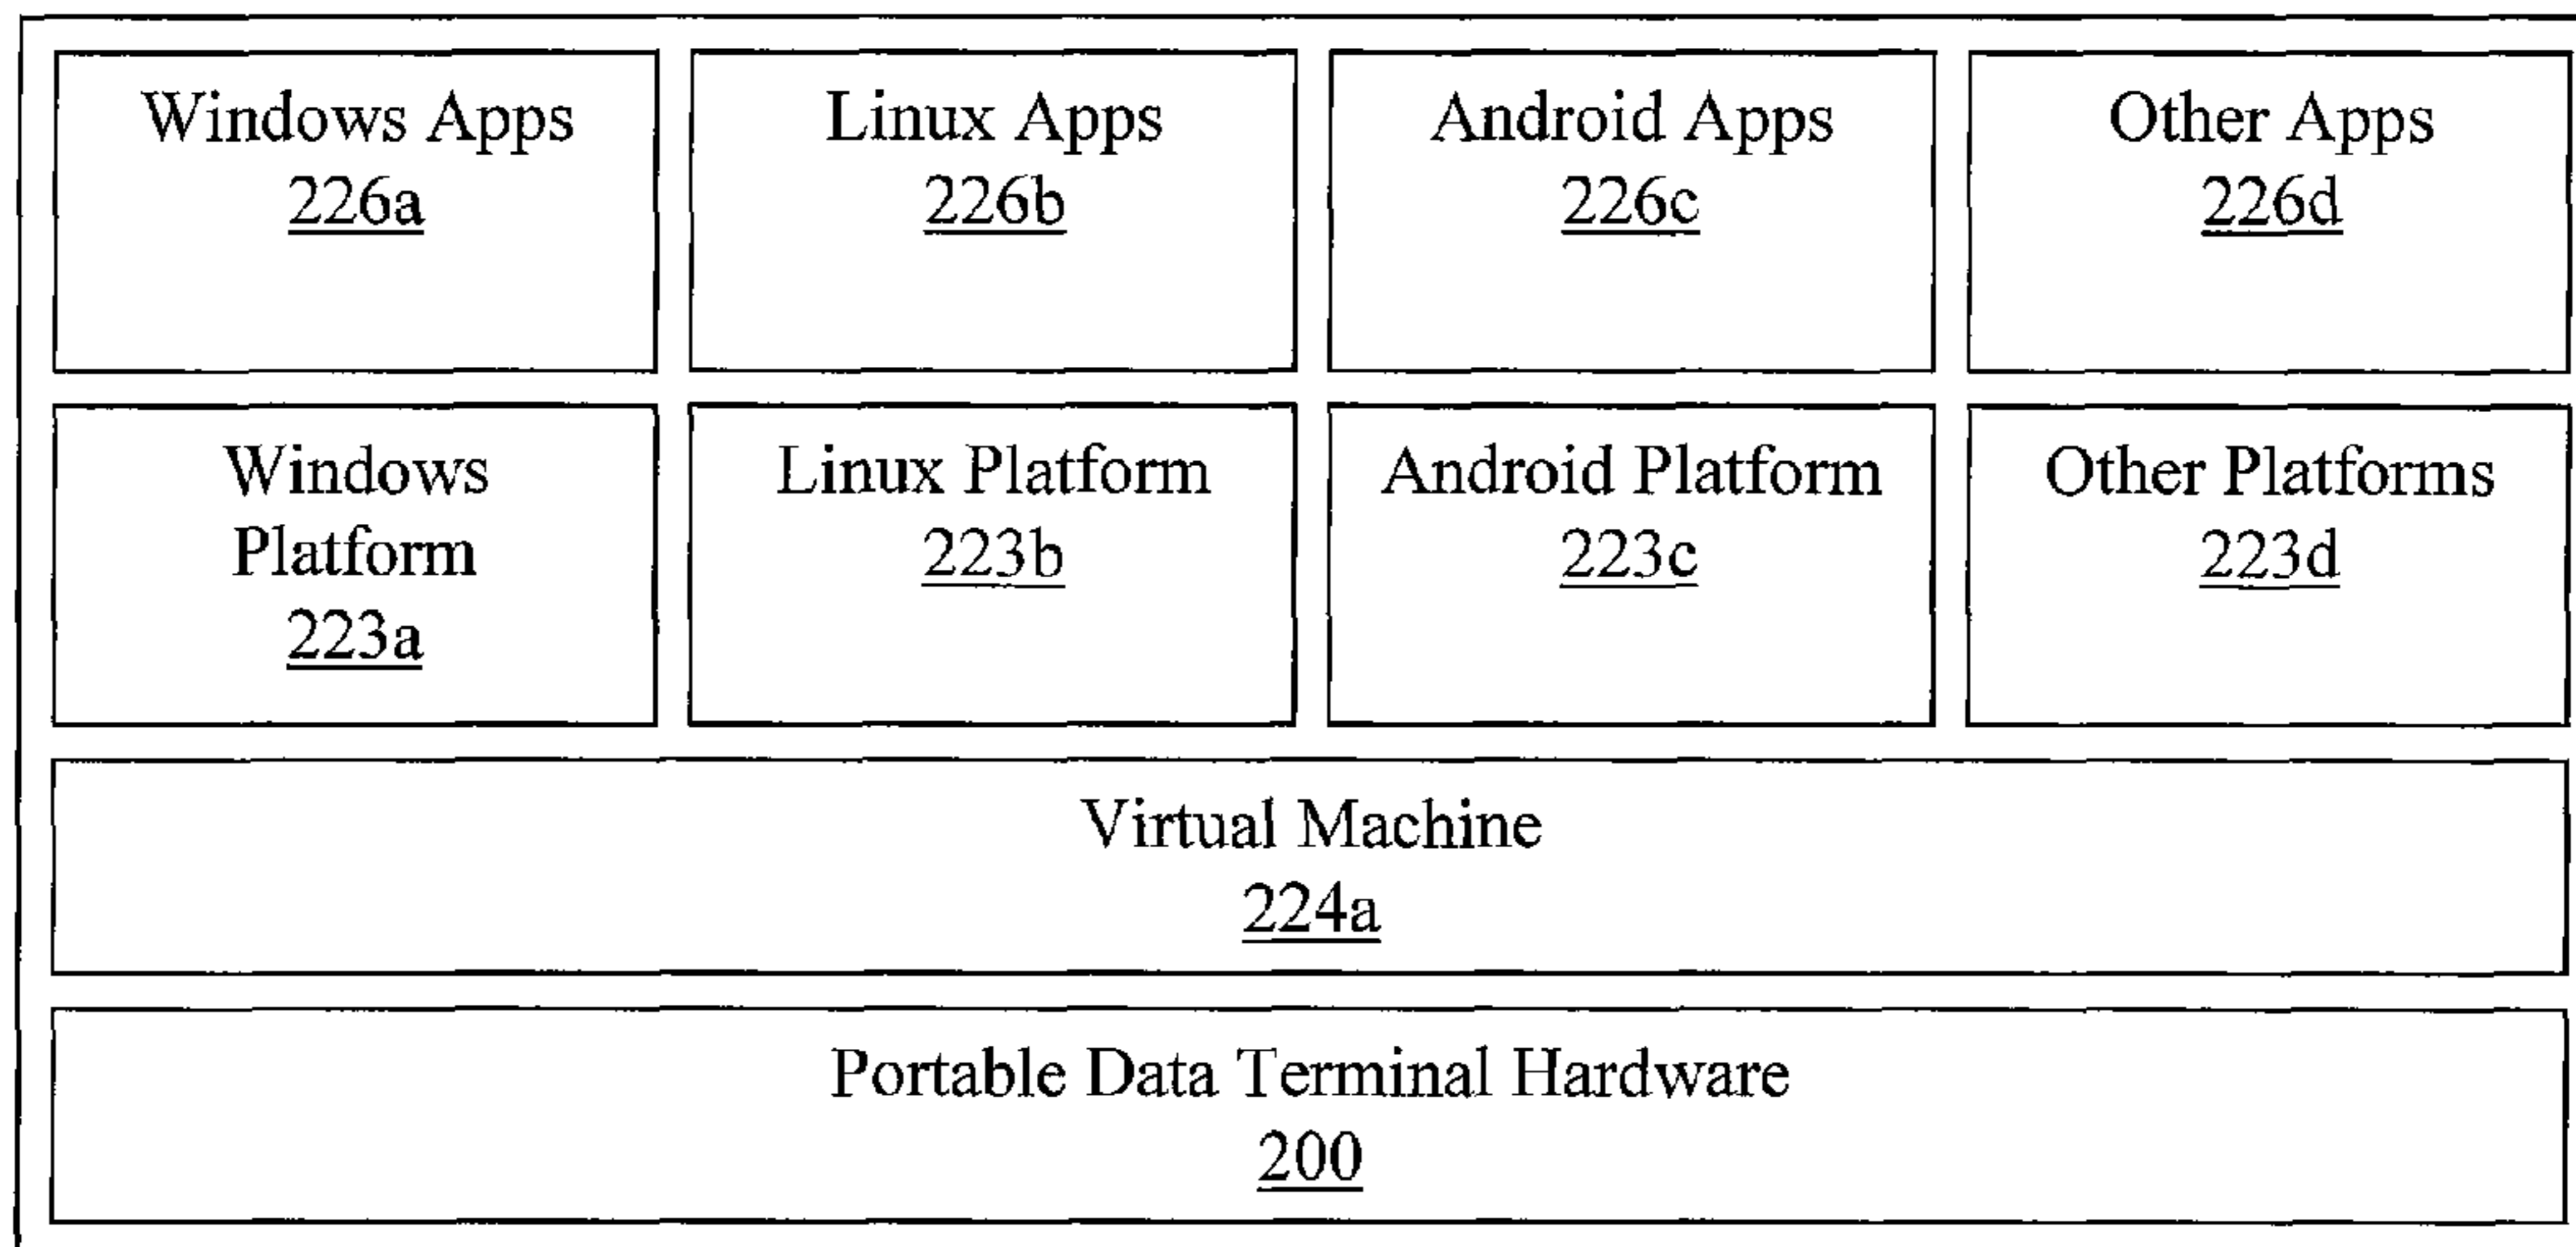 Windows Apps
226a
Linux Apps
226b
Android Apps
226c
Other Apps
226d
Windows
Platform
223a
Linux Platform
223b
Android Platform
223c
Other Platforms
223d
Virtual Machine
224a
Portable Data Terminal Hardware
200